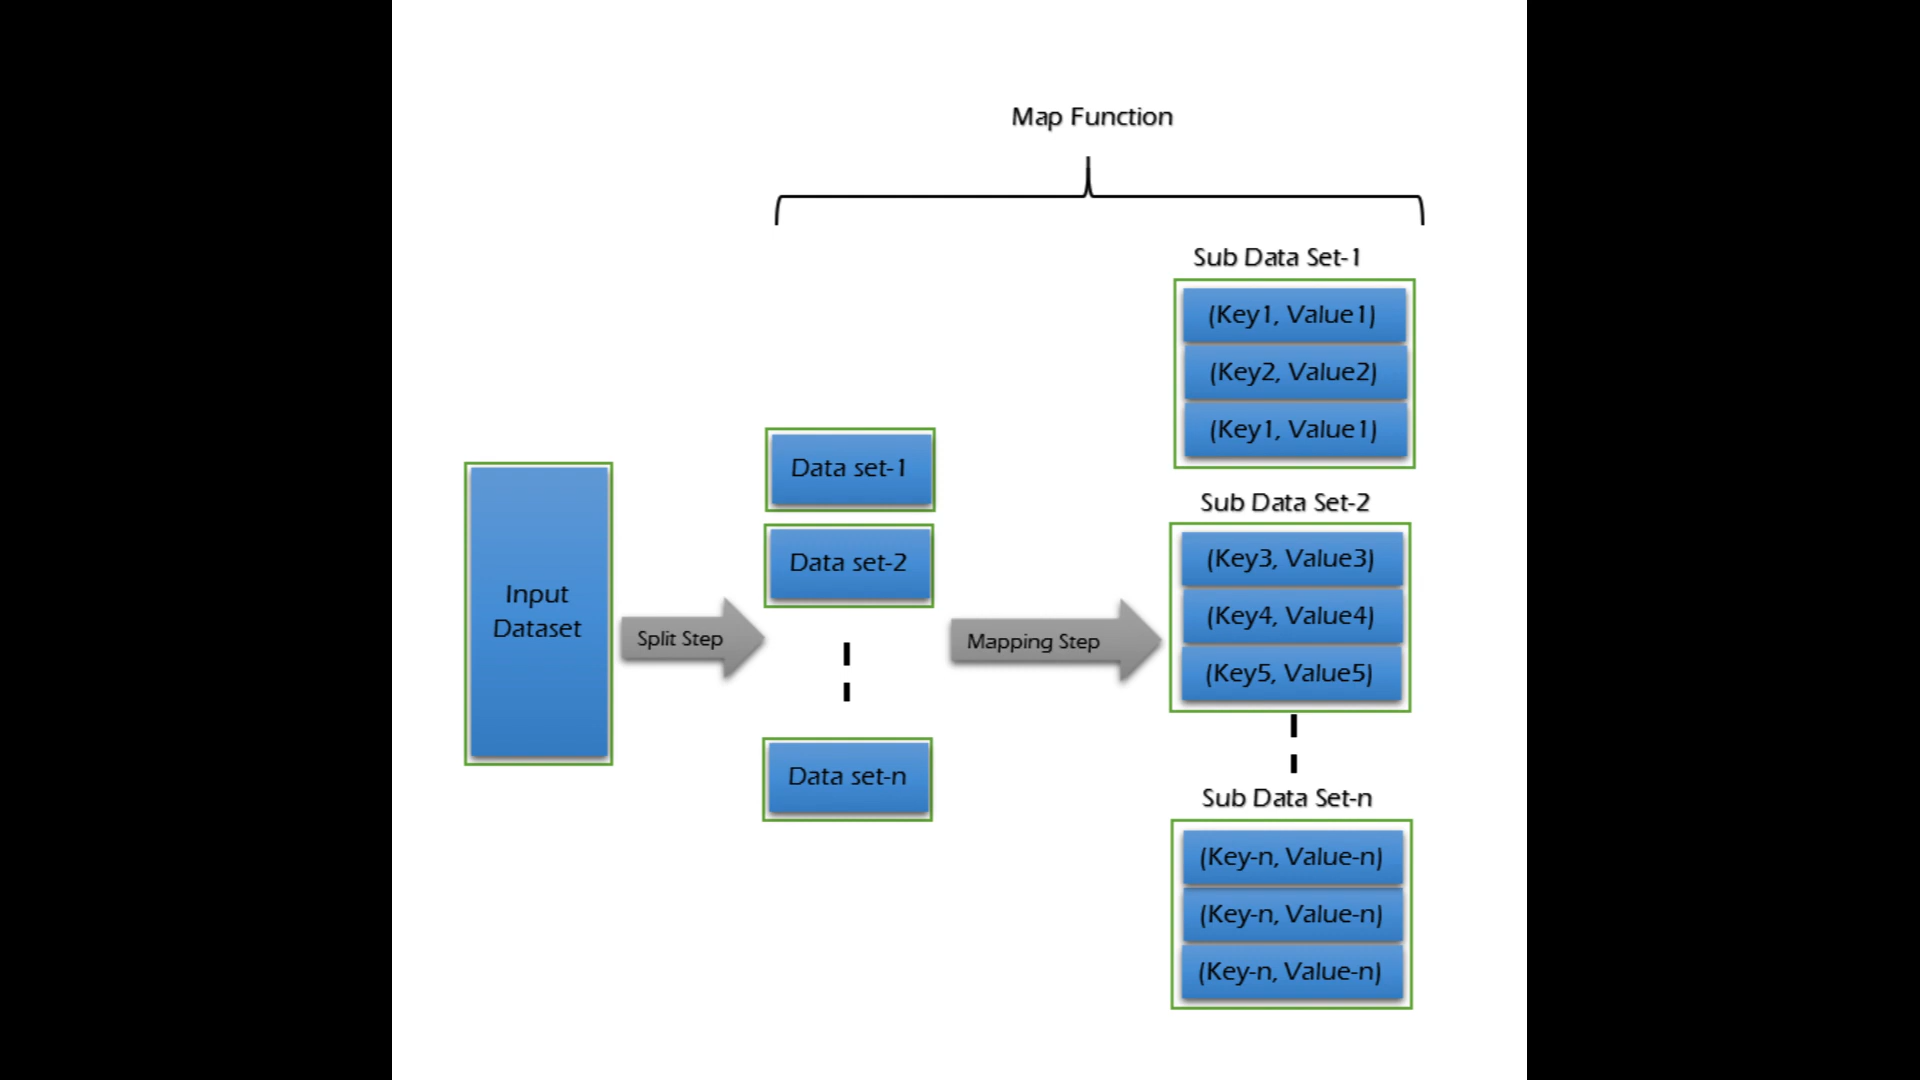 Map Function
Input
Dataset
Split Step
Data set-1
Data set-2
Data set-n
Mapping Step
Sub Data Set-1
(Key1, Value1)
(Key2, Value2)
(Key1, Value1)
Sub Data Set-2
(Key3, Value3)
(Key4, Value4)
(Key5, Value5)
Sub Data Set-n
(Key-n, Value-n)
(Key-n, Value-n)
(Key-n, Value-n)